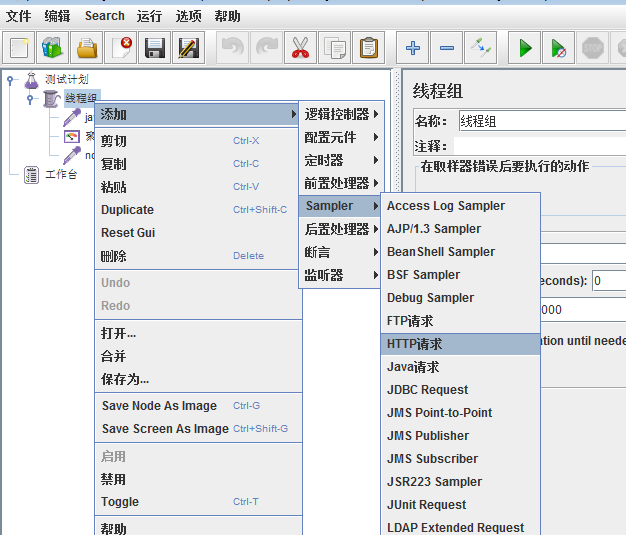 文件 编辑 Search 运行 选项 帮助
测试计划
线程组
ja
聚
no
工作台
添加
剪切 Ctrl-X
复制 Ctrl-C
粘贴 Ctrl-V
Duplicate Ctrl+Shift-C
Reset Gui
删除 Delete
Undo
Redo
打开...
合并
保存为...
Save Node As Image Ctrl-G
Save Screen As Image Ctrl+Shift-G
启用
禁用
Toggle Ctrl-T
帮助
逻辑控制器
配置元件
定时器
前置处理器
Sampler
后置处理器
断言
监听器
Access Log Sampler
AJP/1.3 Sampler
BeanShell Sampler
BSF Sampler
Debug Sampler
FTP请求
HTTP请求
Java请求
JDBC Request
JMS Point-to-Point
JMS Publisher
JMS Subscriber
JSR223 Sampler
JUnit Request
LDAP Extended Request
线程组
名称： 线程组
注释：
在取样器错误后要执行的动作
econds): 0
000
ation until neede